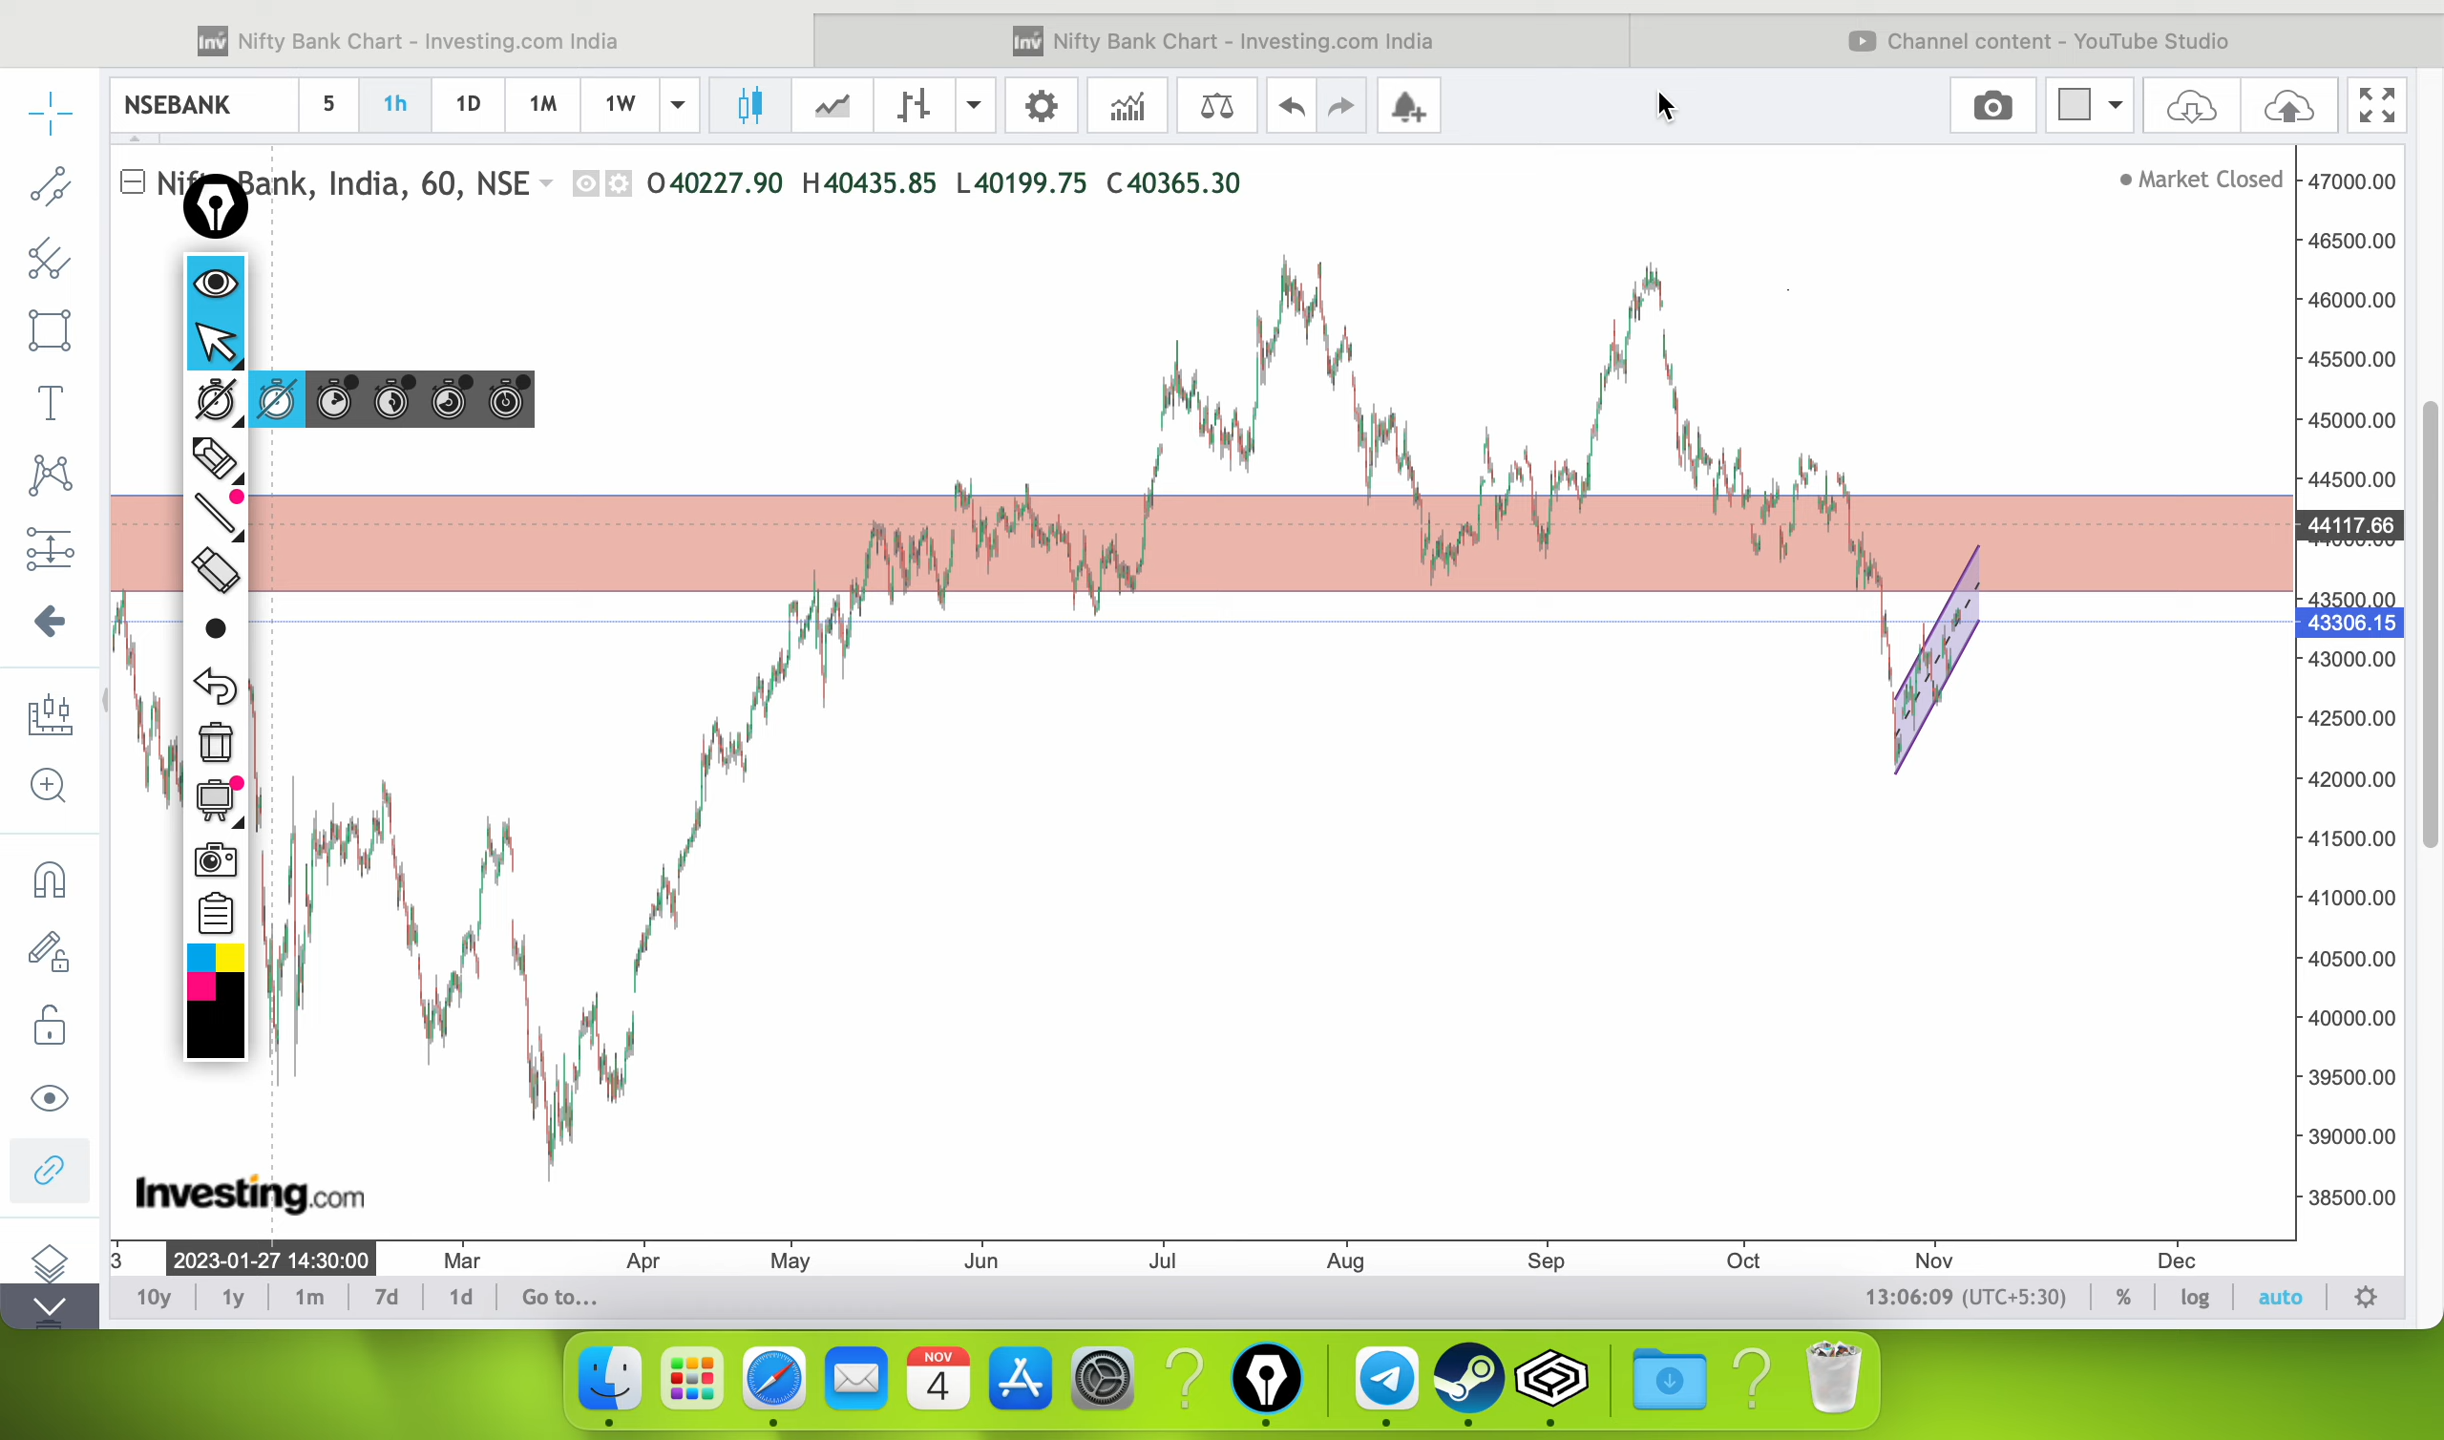 Nifty Bank Chart - Investing.com India
Nifty Bank Chart - Investing.com India
Channel content - YouTube Studio
NSEBANK
5
1h
1D
1M
1W
Bank, India, 60, NSE
O40227.90 H40435.85 L40199.75 C40365.30
Market Closed
47000.00
46500.00
46000.00
45500.00
45000.00
44500.00
44117.66
43500.00
43306.15
43000.00
42500.00
42000.00
41500.00
41000.00
40500.00
40000.00
39500.00
39000.00
38500.00
Investing.com
3
2023-01-27 14:30:00
Mar
Apr
May
Jun
Jul
Aug
Sep
Oct
Nov
Dec
10y
1y
1m
7d
1d
Go to...
13:06:09 (UTC+5:30)
%
log
auto
NOV
4